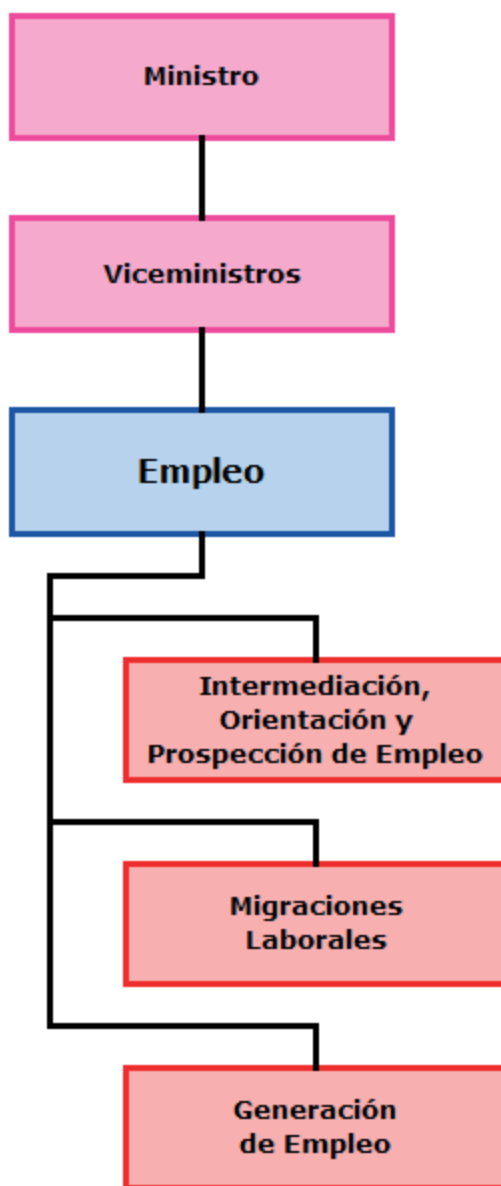 Ministro
Viceministros
Empleo
Intermediación,
Orientación y
Prospección de Empleo
Migraciones
Laborales
Generación
de Empleo